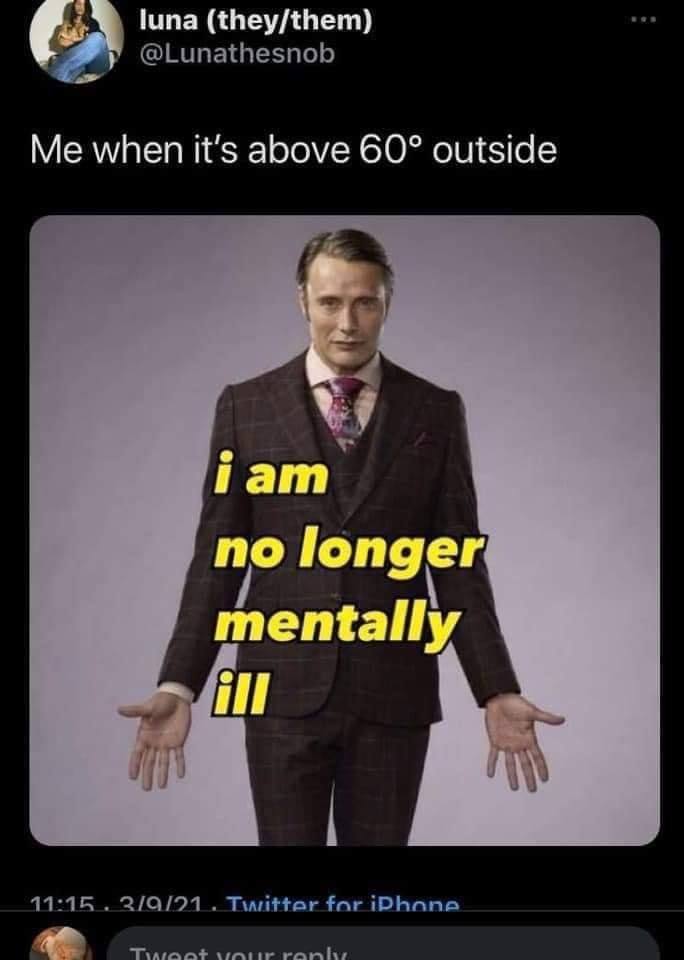 luna (they/them)
@Lunathesnob
Me when it's above 60° outside
i am
no longer
mentally
ill
11:15 · 3/9/21 · Twitter for iPhone
Tweet your reply